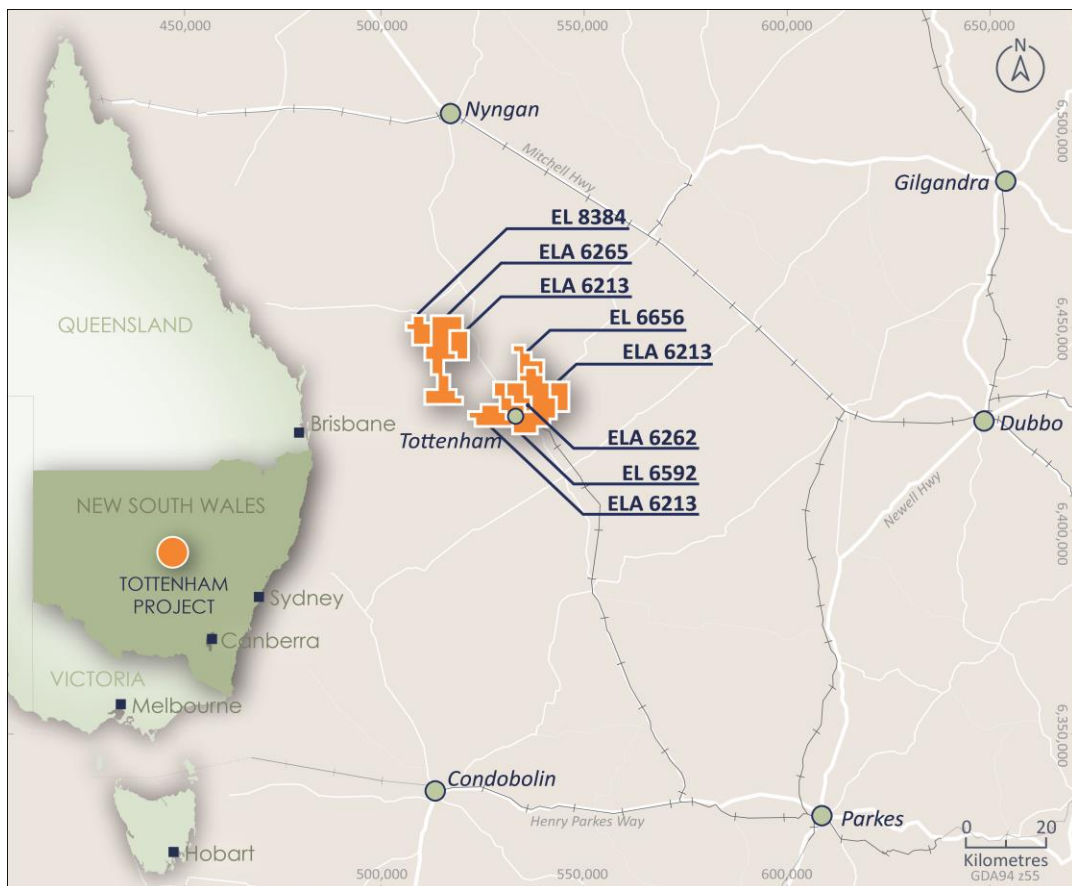 450,000
500,000
550,000
600,000
650,000
N
Nyngan
6,500,000
Mitchell Hwy
Gilgandra
EL 8384
ELA 6265
ELA 6213
EL 6656
ELA 6213
QUEENSLAND
6,450,000
Brisbane
Tottenham
Dubbo
ELA 6262
EL 6592
ELA 6213
NEW SOUTH WALES
Newell Hwy
6,400,000
TOTTENHAM
PROJECT
Sydney
Canberra
VICTORIA
Melbourne
6,350,000
Condobolin
Henry Parkes Way
Parkes
0 20
Kilometres
GDA94 z55
Hobart
500,000
550,000
600,000